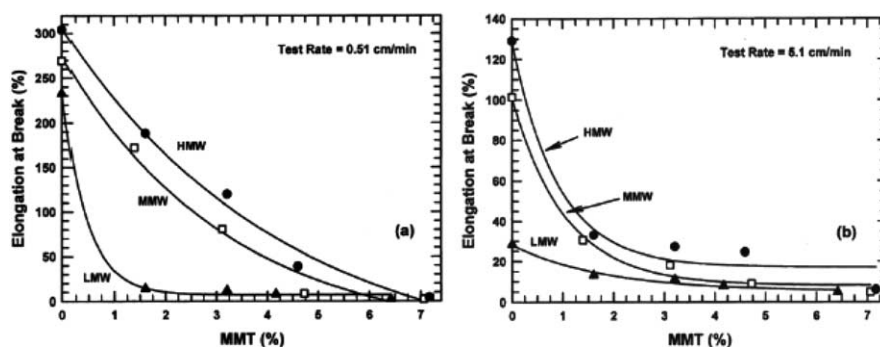 Elongation at Break (%)
300
250
200
150
100
50
0
Test Rate = 0.51 cm/min
HMW
MMW
LMW
(a)
0 1 2 3 4 5 6 7
MMT (%)
Elongation at Break (%)
140
120
100
80
60
40
20
0
Test Rate = 5.1 cm/min
HMW
MMW
LMW
(b)
0 1 2 3 4 5 6 7
MMT (%)